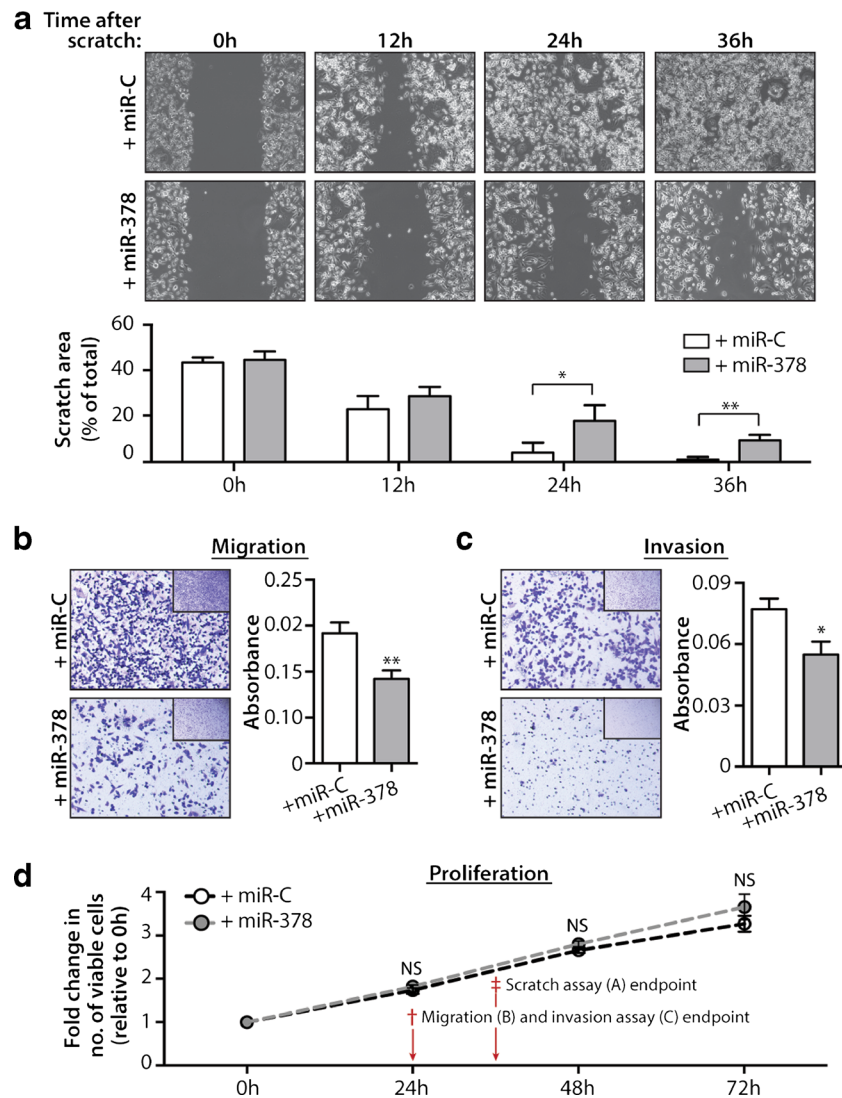 a
Time after
scratch:
0h
12h
24h
36h
+ miR-C
+ miR-378
Scratch area
(% of total)
60
40
20
0
+ miR-C
+ miR-378
*
**
0h
12h
24h
36h
b
Migration
+ miR-C
+ miR-378
Absorbance
0.25
0.02
0.15
0.10
0
**
+miR-C
+miR-378
c
Invasion
+ miR-C
+ miR-378
Absorbance
0.09
0.06
0.03
0
*
+miR-C
+miR-378
d
Proliferation
Fold change in
no. of viable cells
(relative to 0h)
4
3
2
1
0
+ miR-C
+ miR-378
NS
NS
NS
‡ Scratch assay (A) endpoint
† Migration (B) and invasion assay (C) endpoint
0h
24h
48h
72h